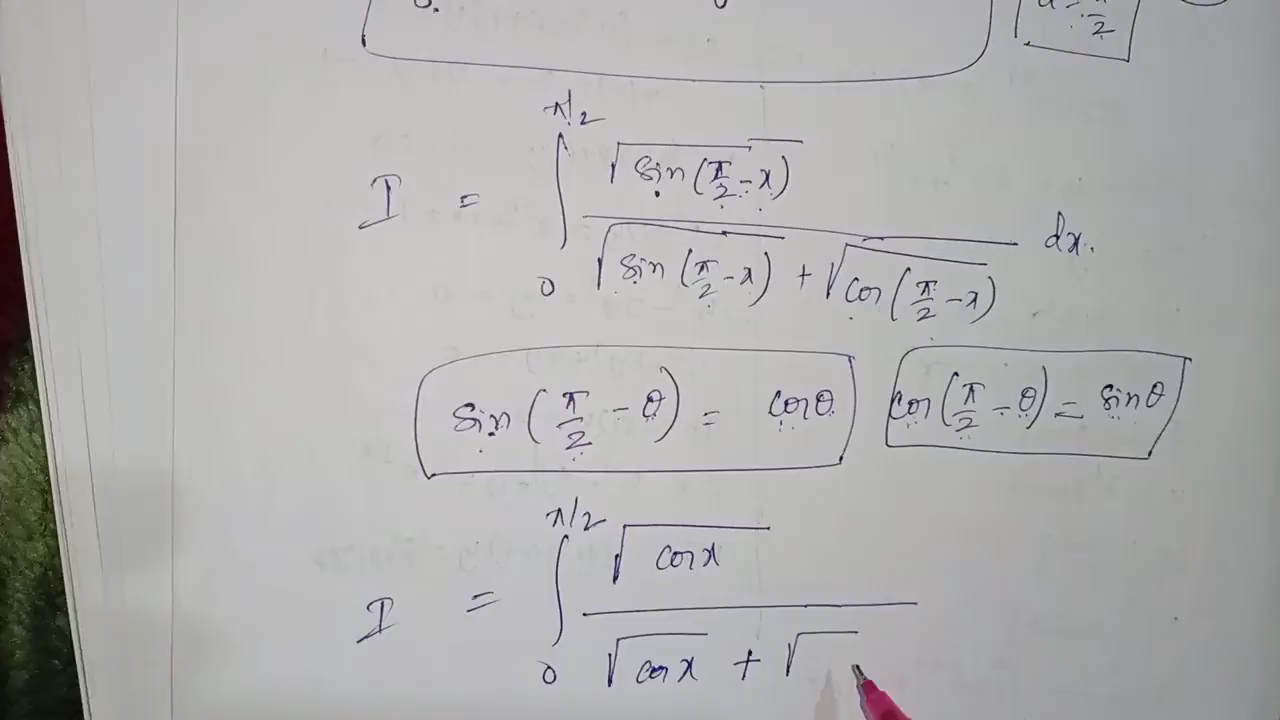 π/2
I = ∫₀^{π/2} √sin(π/2 - x) / (√sin(π/2 - x) + √cos(π/2 - x)) dx.
sin(π/2 - θ) = cosθ. cos(π/2 - θ) = sinθ
I = ∫₀^{π/2} √cosx / (√cosx + √